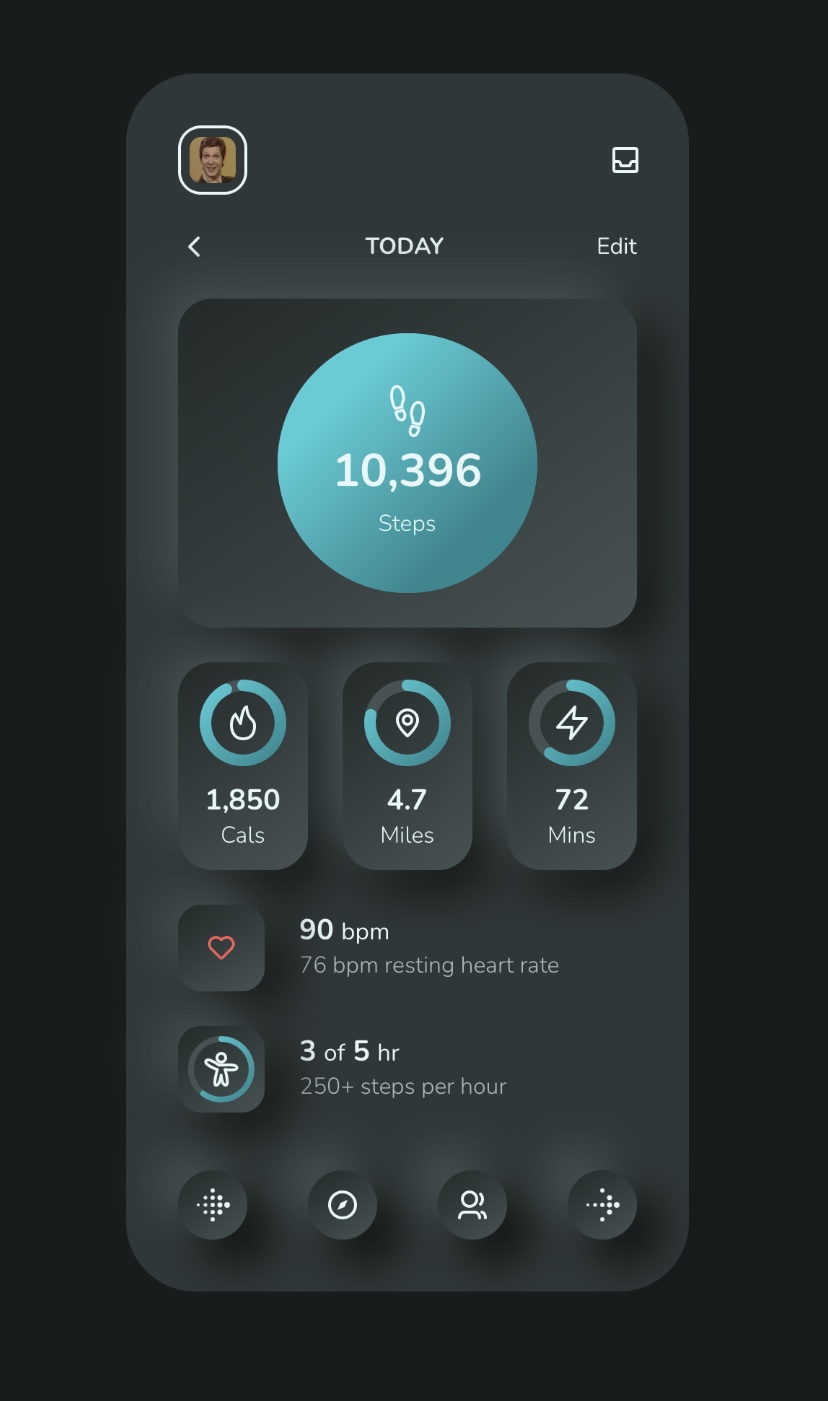 TODAY
Edit
10,396
Steps
1,850
Cals
4.7
Miles
72
Mins
90 bpm
76 bpm resting heart rate
3 of 5 hr
250+ steps per hour